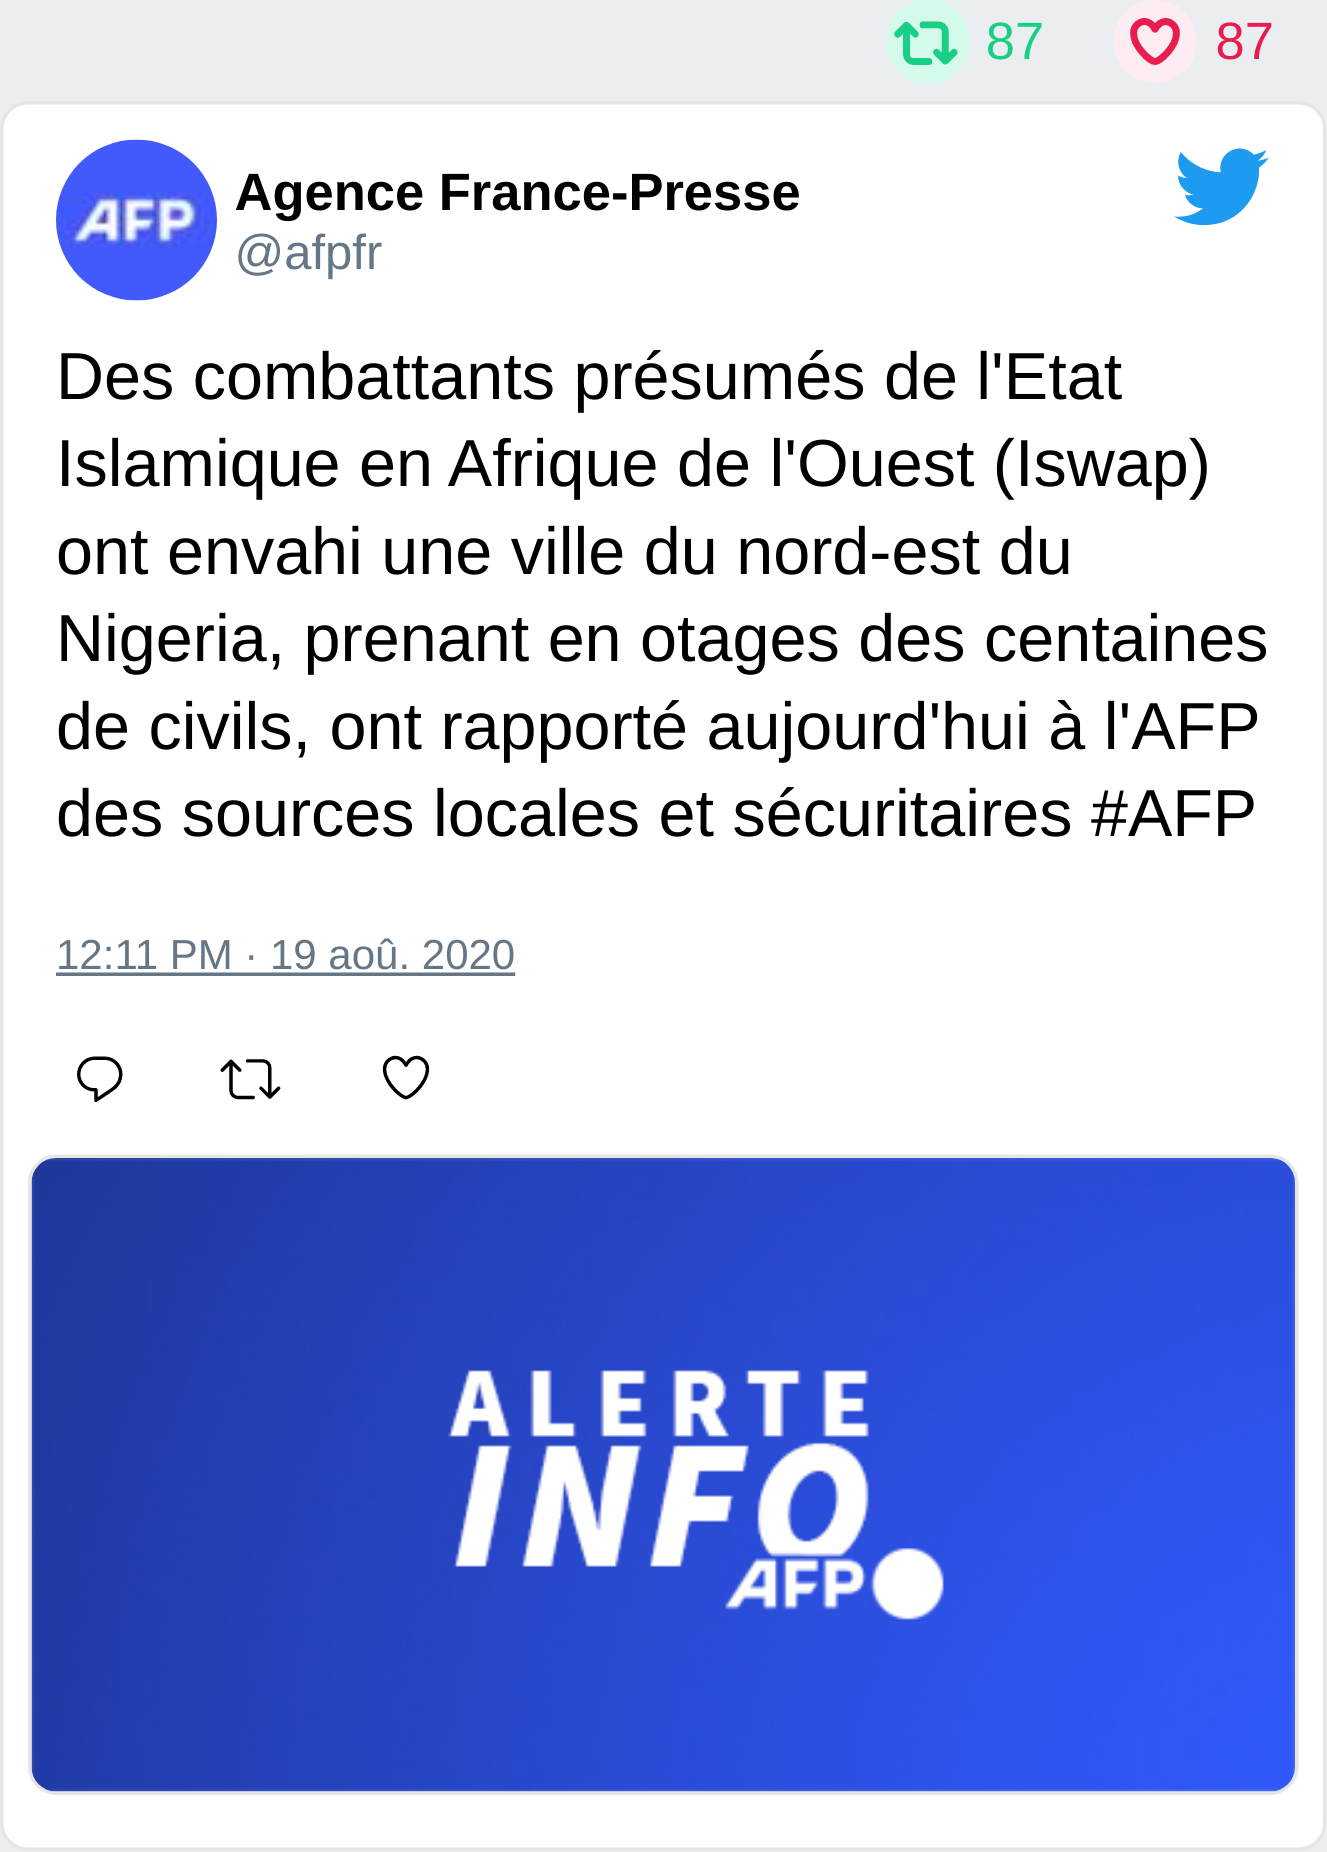 87 87
AFP
Agence France-Presse
@afpfr
Des combattants présumés de l'Etat
Islamique en Afrique de l'Ouest (Iswap)
ont envahi une ville du nord-est du
Nigeria, prenant en otages des centaines
de civils, ont rapporté aujourd'hui à l'AFP
des sources locales et sécuritaires #AFP
12:11 PM · 19 aoû. 2020
ALERTE
INFO
AFP